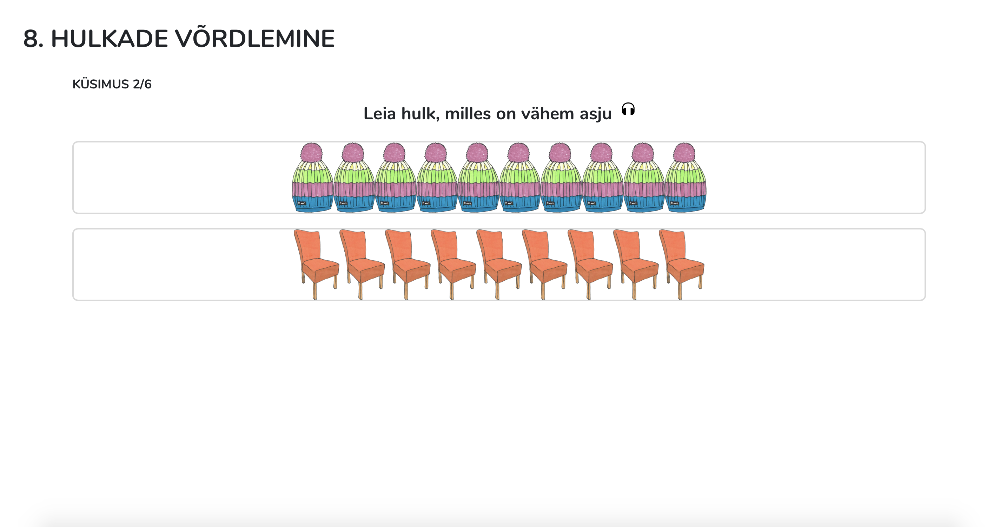 8. HULKADE VÕRDLEMINE
KÜSIMUS 2/6
Leia hulk, milles on vähem asju